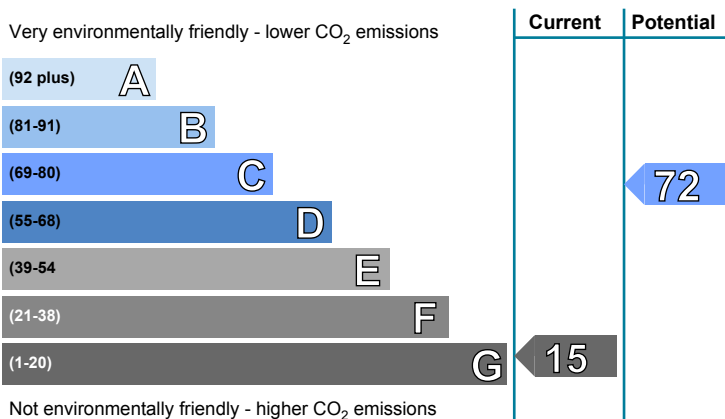 Very environmentally friendly - lower CO₂ emissions
Current
Potential
(92 plus) A
(81-91) B
(69-80) C
72
(55-68) D
(39-54 E
(21-38) F
(1-20) G
15
Not environmentally friendly - higher CO₂ emissions